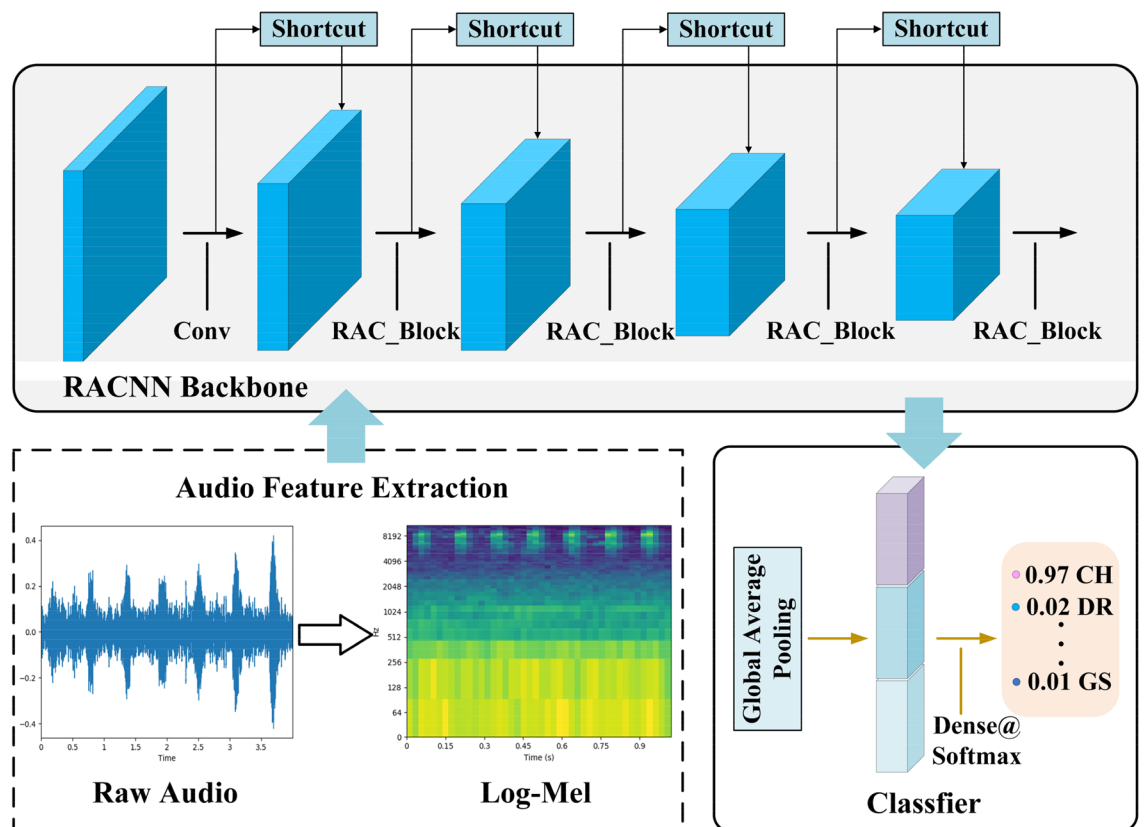 Shortcut Shortcut Shortcut Shortcut
Conv RAC_Block RAC_Block RAC_Block RAC_Block
RACNN Backbone
Audio Feature Extraction
0.4
0.2
0.0
−0.2
−0.4
0 0.5 1 1.5 2 2.5 3 3.5
Time
Raw Audio
Hz
8192
4096
2048
1024
512
256
128
64
0
0 0.15 0.3 0.45 0.6 0.75 0.9
Time (s)
Log-Mel
Global Average
Pooling
Dense@
Softmax
0.97 CH
0.02 DR
0.01 GS
Classfier